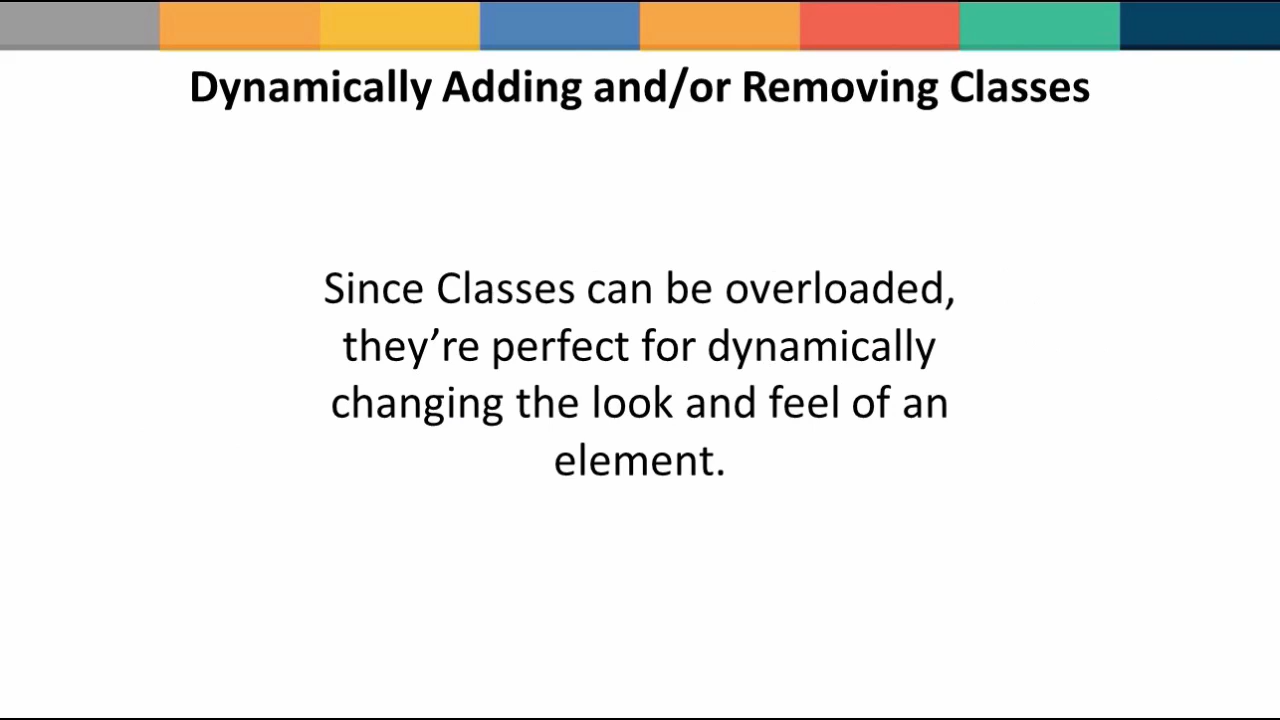 Dynamically Adding and/or Removing Classes
Since Classes can be overloaded,
they’re perfect for dynamically
changing the look and feel of an
element.